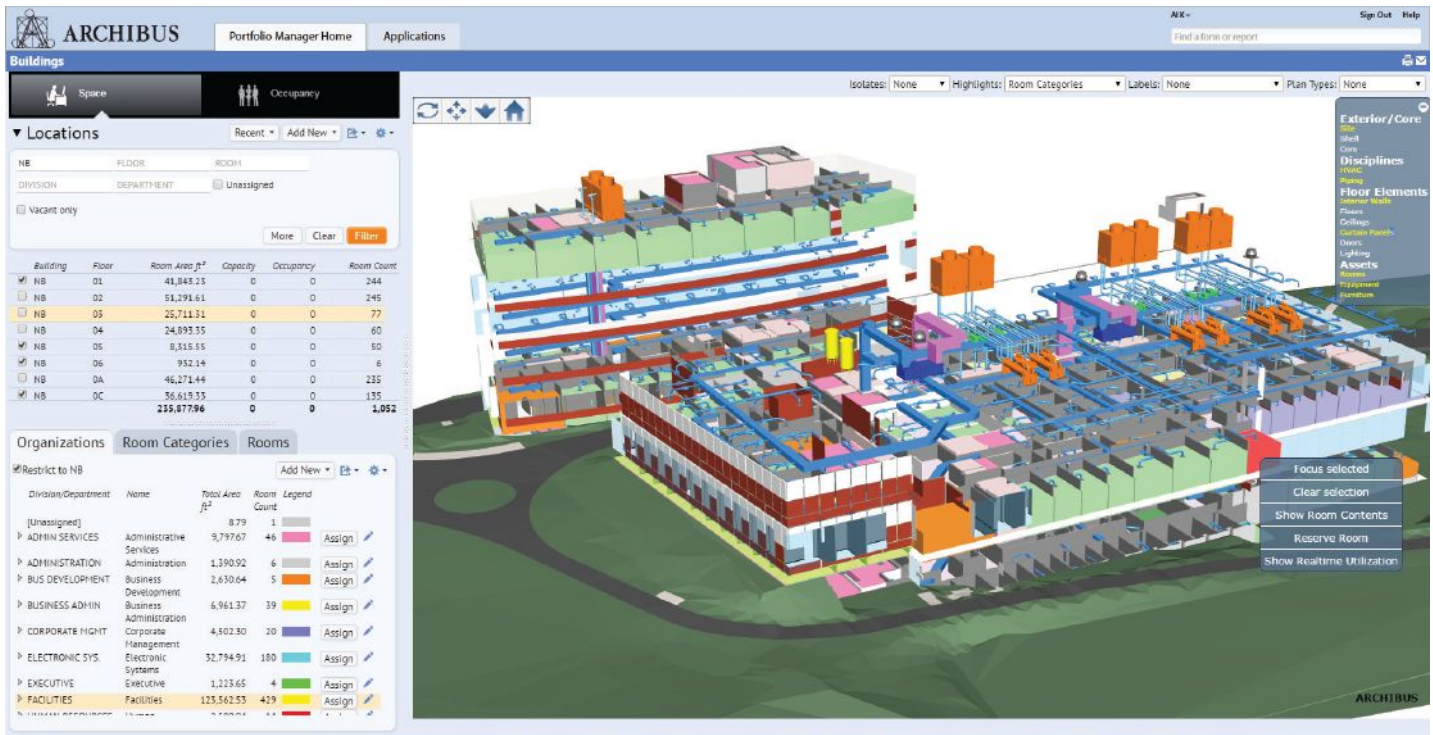 ARCHIBUS
Portfolio Manager Home
Applications
AIK
Sign Out Help
Find a form or report
Buildings
Space
Occupancy
Isolates: None
Highlights: Room Categories
Labels: None
Plan Types: None
Locations
Recent
Add New
NB FLOOR ROOM
DIVISION DEPARTMENT Unassigned
Vacant only
More Clear Filter
Building Floor Room Area ft² Capacity Occupancy Room Count
NB 01 41,843.23 0 0 244
NB 02 51,291.61 0 0 245
NB 03 25,711.31 0 0 77
NB 04 24,893.35 0 0 60
NB 05 8,315.55 0 0 50
NB 06 932.14 0 0 6
NB 0A 46,271.44 0 0 235
NB 0C 36,619.33 0 0 135
235,877.96 0 0 1,052
Organizations Room Categories Rooms
Restrict to NB
Add New
Division/Department Name Total Area ft² Room Count Legend
[Unassigned] 8.79 1
ADMIN SERVICES Administrative Services 9,797.67 46 Assign
ADMINISTRATION Administration 1,390.92 6 Assign
BUS DEVELOPMENT Business Development 2,630.64 5 Assign
BUSINESS ADMIN Business Administration 6,961.37 39 Assign
CORPORATE MGMT Corporate Management 4,502.30 20 Assign
ELECTRONIC SYS. Electronic Systems 32,794.91 180 Assign
EXECUTIVE Executive 1,223.65 4 Assign
FACILITIES Facilities 123,562.53 429 Assign
Exterior/Core
Site
Shell
Core
Disciplines
HVAC
Piping
Floor Elements
Interior Walls
Floors
Ceilings
Curtain Panels
Doors
Lighting
Assets
Rooms
Equipment
Furniture
Focus selected
Clear selection
Show Room Contents
Reserve Room
Show Realtime Utilization
ARCHIBUS